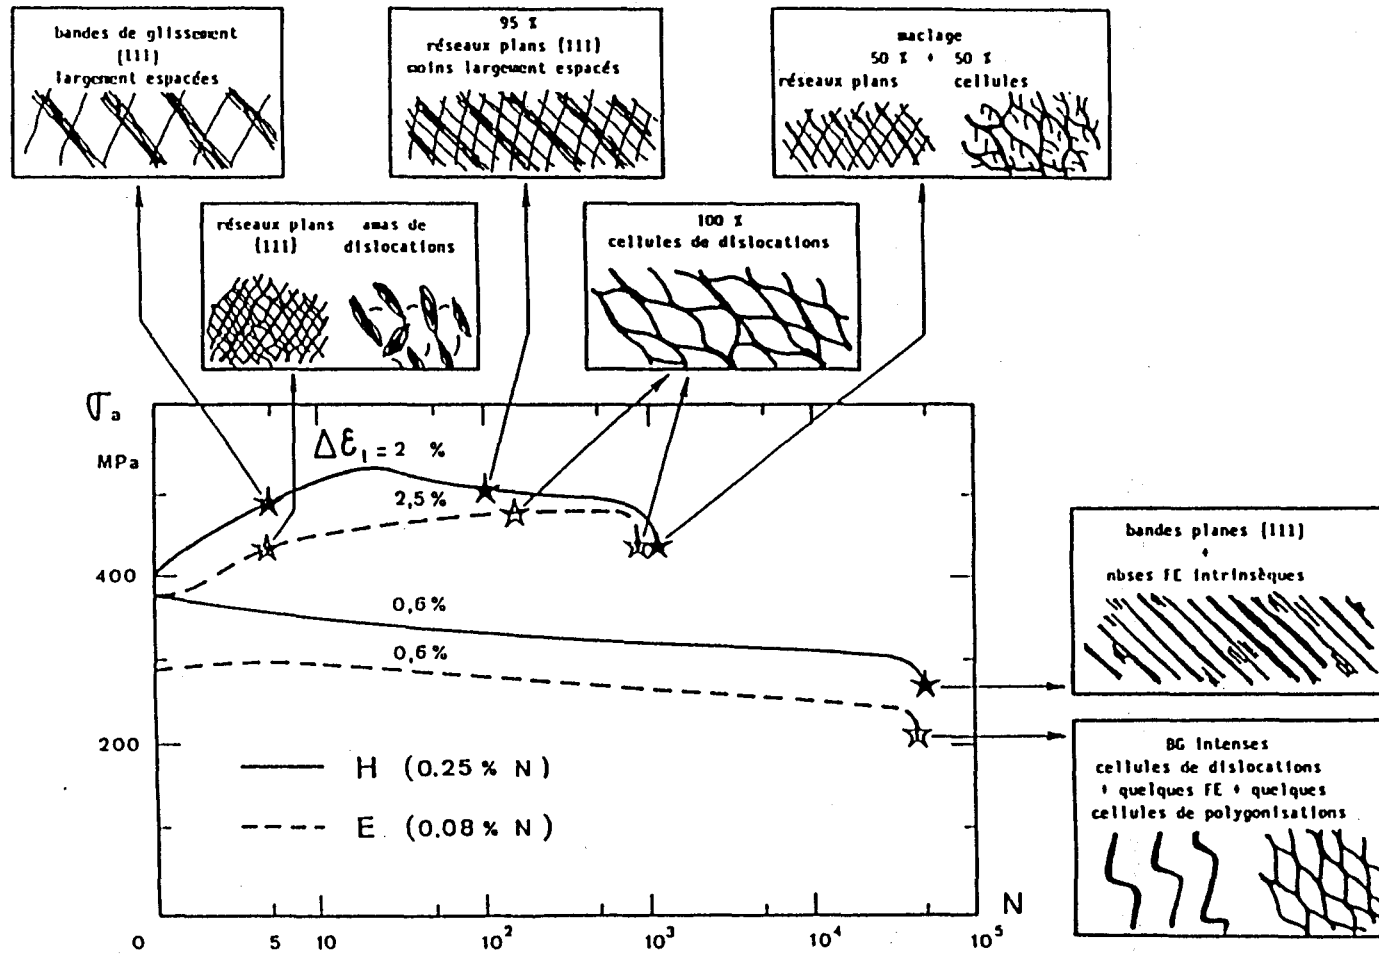 bandes de glissement
(111)
largement espacées
95 %
réseaux plans (111)
moins largement espacés
maclage
50 % + 50 %
réseaux plans cellules
réseaux plans amas de
(111) dislocations
100 %
cellules de dislocations
σa
MPa
Δεt = 2 %
2,5%
400
0,6%
0,6%
200
H (0.25% N)
E (0.08% N)
N
0 5 10 10² 10³ 10⁴ 10⁵
bandes planes (111)
+
nbses FE intrinsèques
BG intenses
cellules de dislocations
+ quelques FE + quelques
cellules de polygonisations